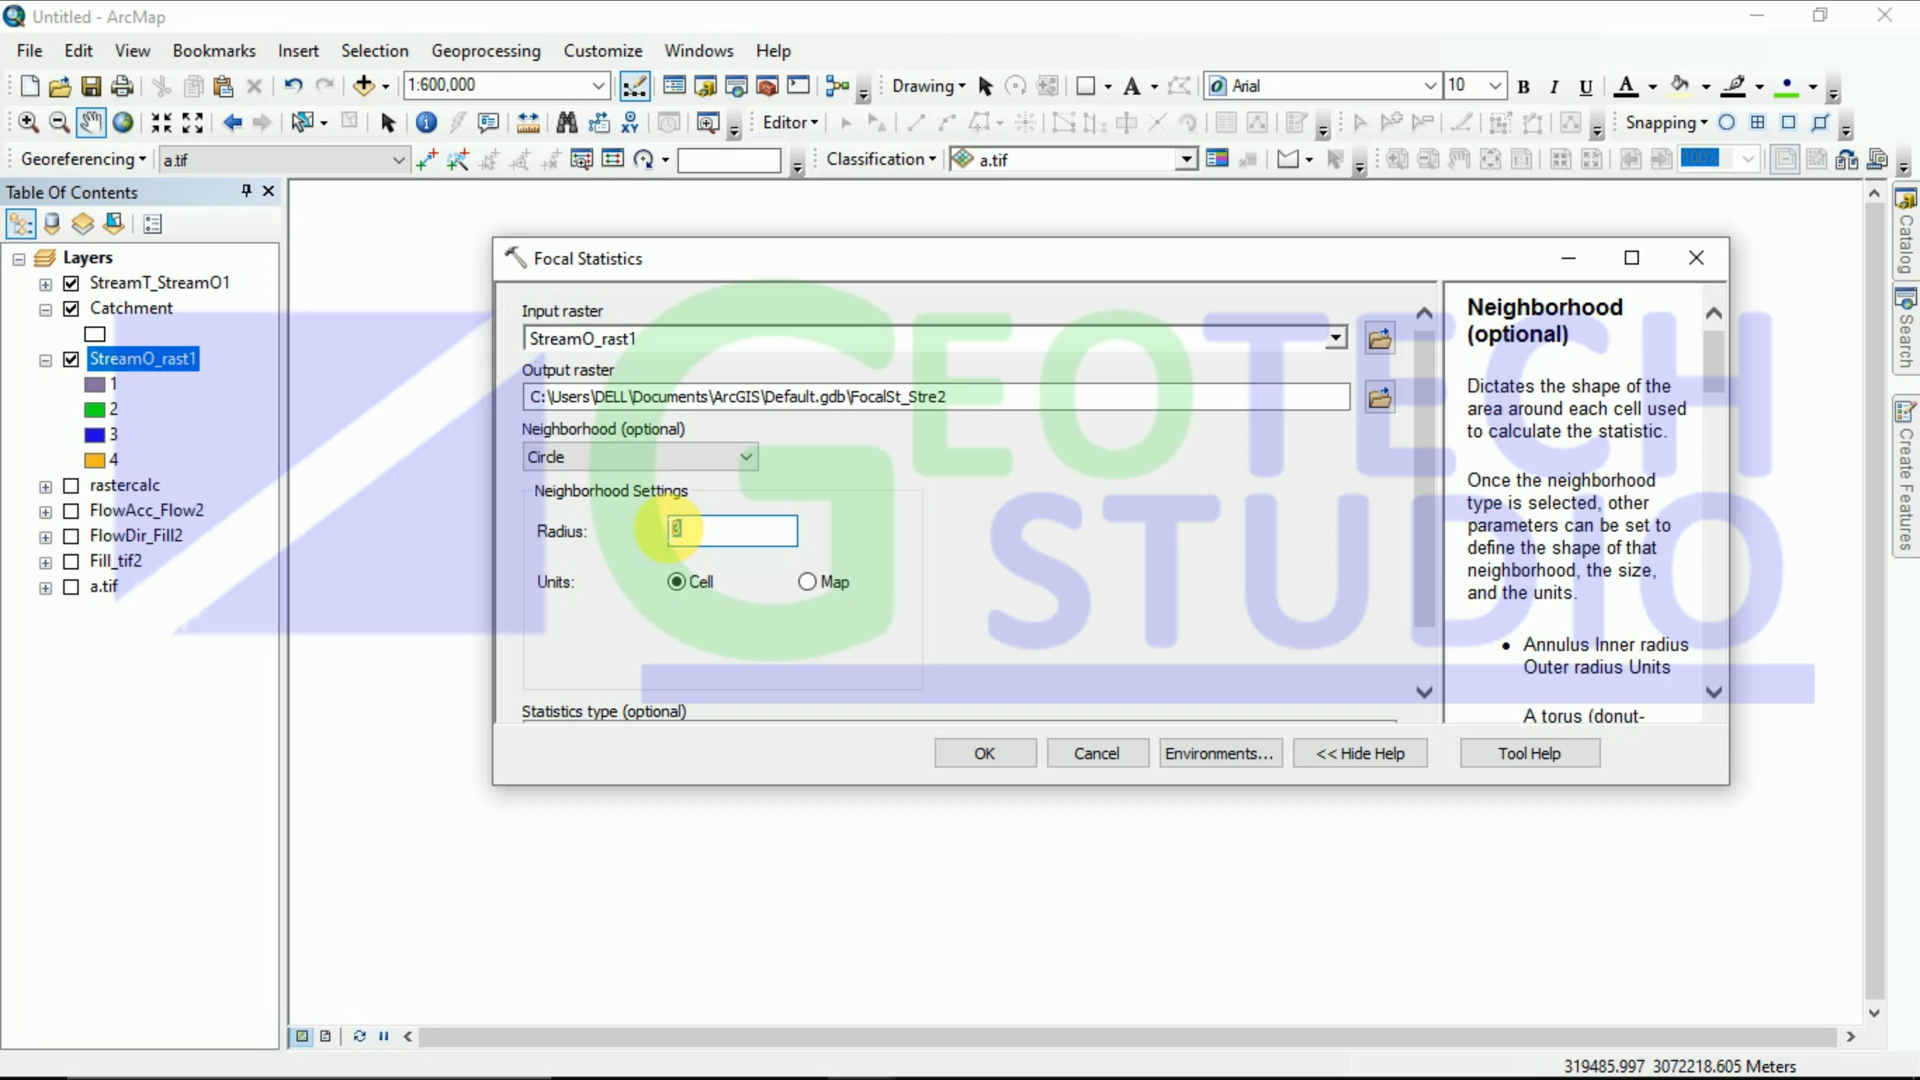 Untitled - ArcMap
File Edit View Bookmarks Insert Selection Geoprocessing Customize Windows Help
1:600,000 Drawing Arial 10 B I U A
Editor Snapping
Georeferencing a.tif Classification a.tif 100%
Table Of Contents
Layers
StreamT_StreamO1
Catchment
StreamO_rast1
1
2
3
4
rastercalc
FlowAcc_Flow2
FlowDir_Fill2
Fill_tif2
a.tif
Focal Statistics
Input raster
StreamO_rast1
Output raster
C:\Users\DELL\Documents\ArcGIS\Default.gdb\FocalSt_Stre2
Neighborhood (optional)
Circle
Neighborhood Settings
Radius: 3
Units: Cell Map
Statistics type (optional)
OK Cancel Environments... << Hide Help Tool Help
Neighborhood
(optional)
Dictates the shape of the
area around each cell used
to calculate the statistic.
Once the neighborhood
type is selected, other
parameters can be set to
define the shape of that
neighborhood, the size,
and the units.
• Annulus Inner radius
Outer radius Units
A torus (donut-
GEOTECH
STUDIO
Catalog
Search
Create Features
319485.997 3072218.605 Meters